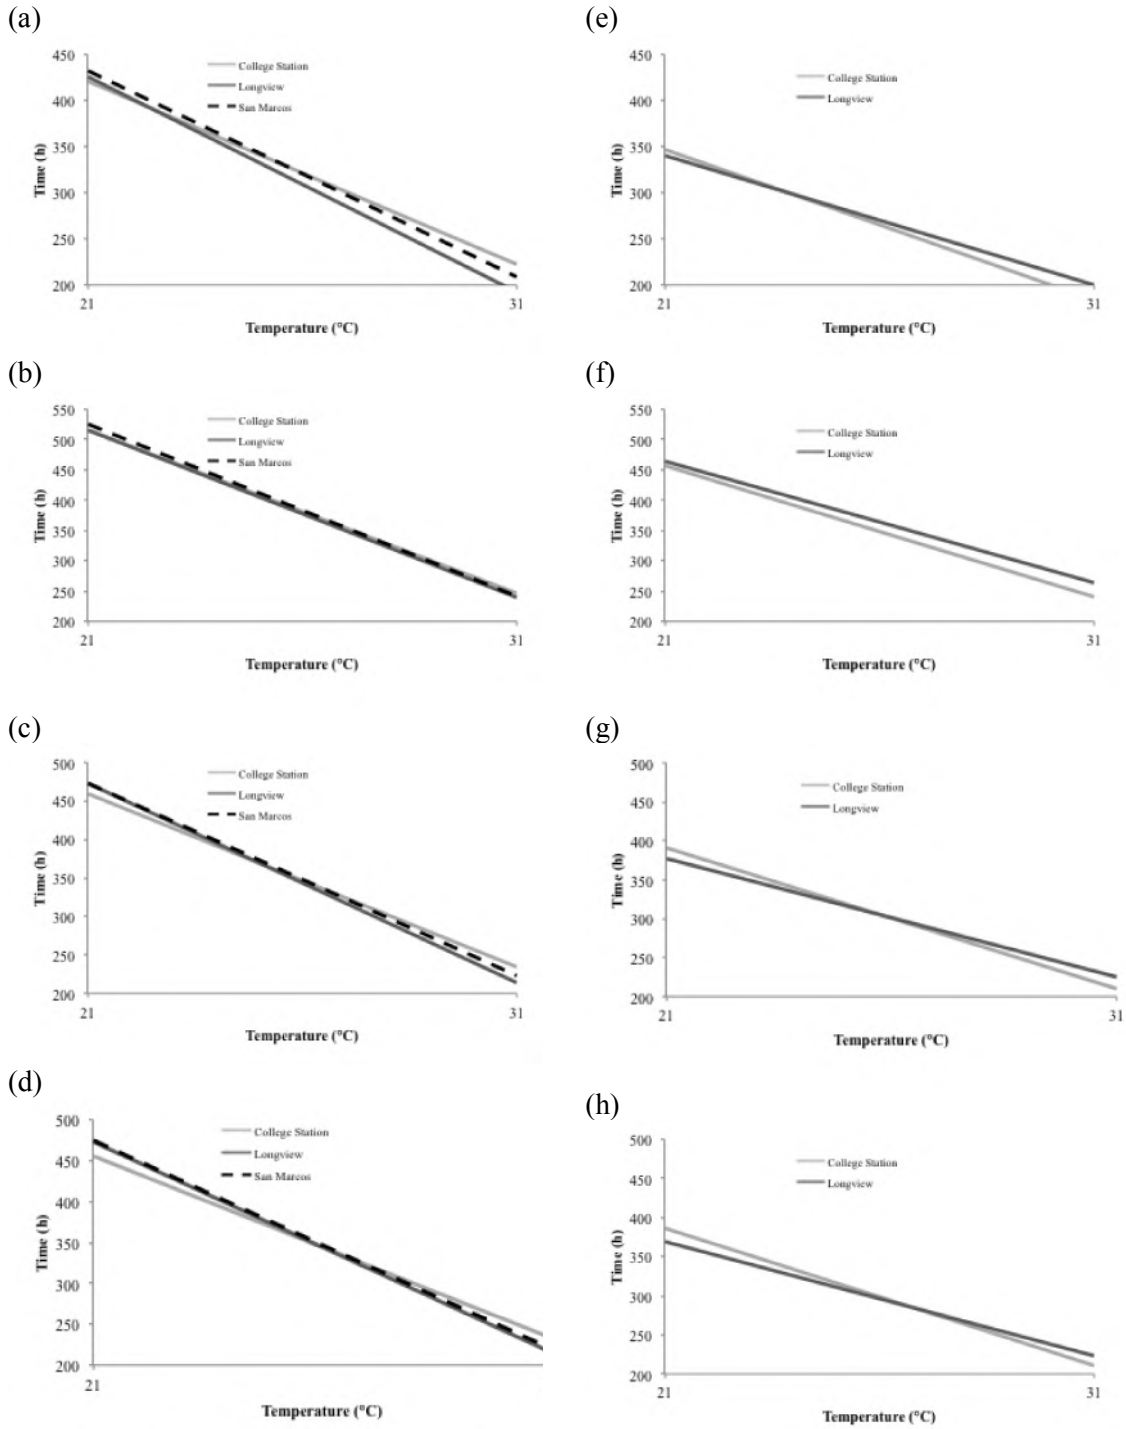 (a)
450
400
350
300
250
200
Time (h)
21
31
Temperature (°C)
College Station
Longview
San Marcos
(e)
450
400
350
300
250
200
Time (h)
21
31
Temperature (°C)
College Station
Longview
(b)
550
500
450
400
350
300
250
200
Time (h)
21
31
Temperature (°C)
College Station
Longview
San Marcos
(f)
550
500
450
400
350
300
250
200
Time (h)
21
31
Temperature (°C)
College Station
Longview
(c)
500
450
400
350
300
250
200
Time (h)
21
31
Temperature (°C)
College Station
Longview
San Marcos
(g)
500
450
400
350
300
250
200
Time (h)
21
31
Temperature (°C)
College Station
Longview
(d)
500
450
400
350
300
250
200
Time (h)
21
Temperature (°C)
College Station
Longview
San Marcos
(h)
500
450
400
350
300
250
200
Time (h)
21
31
Temperature (°C)
College Station
Longview